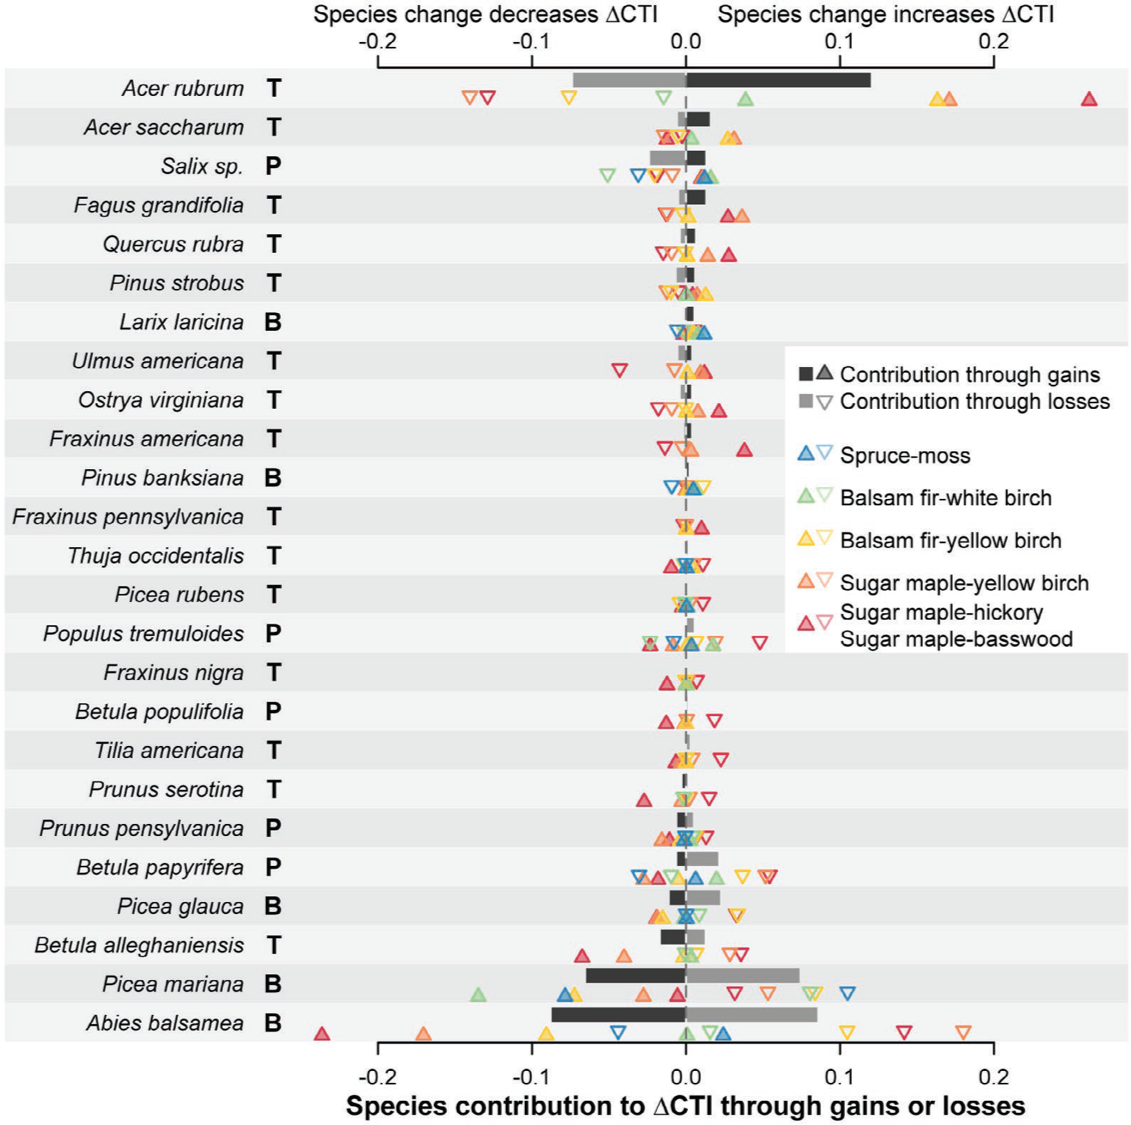 Species change decreases ΔCTI Species change increases ΔCTI
-0.2 -0.1 0.0 0.1 0.2
Acer rubrum T
Acer saccharum T
Salix sp. P
Fagus grandifolia T
Quercus rubra T
Pinus strobus T
Larix laricina B
Ulmus americana T
Ostrya virginiana T
Fraxinus americana T
Pinus banksiana B
Fraxinus pennsylvanica T
Thuja occidentalis T
Picea rubens T
Populus tremuloides P
Fraxinus nigra T
Betula populifolia P
Tilia americana T
Prunus serotina T
Prunus pensylvanica P
Betula papyrifera P
Picea glauca B
Betula alleghaniensis T
Picea mariana B
Abies balsamea B
Contribution through gains
Contribution through losses
Spruce-moss
Balsam fir-white birch
Balsam fir-yellow birch
Sugar maple-yellow birch
Sugar maple-hickory
Sugar maple-basswood
-0.2 -0.1 0.0 0.1 0.2
Species contribution to ΔCTI through gains or losses